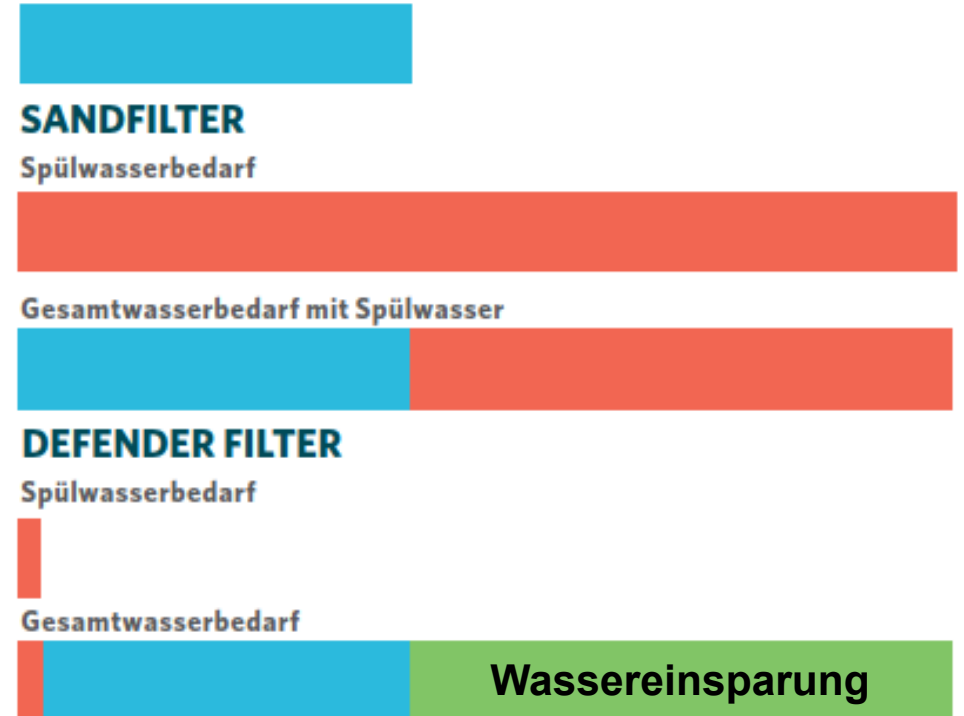 SANDFILTER
Spülwasserbedarf
Gesamtwasserbedarf mit Spülwasser
DEFENDER FILTER
Spülwasserbedarf
Gesamtwasserbedarf
Wassereinsparung